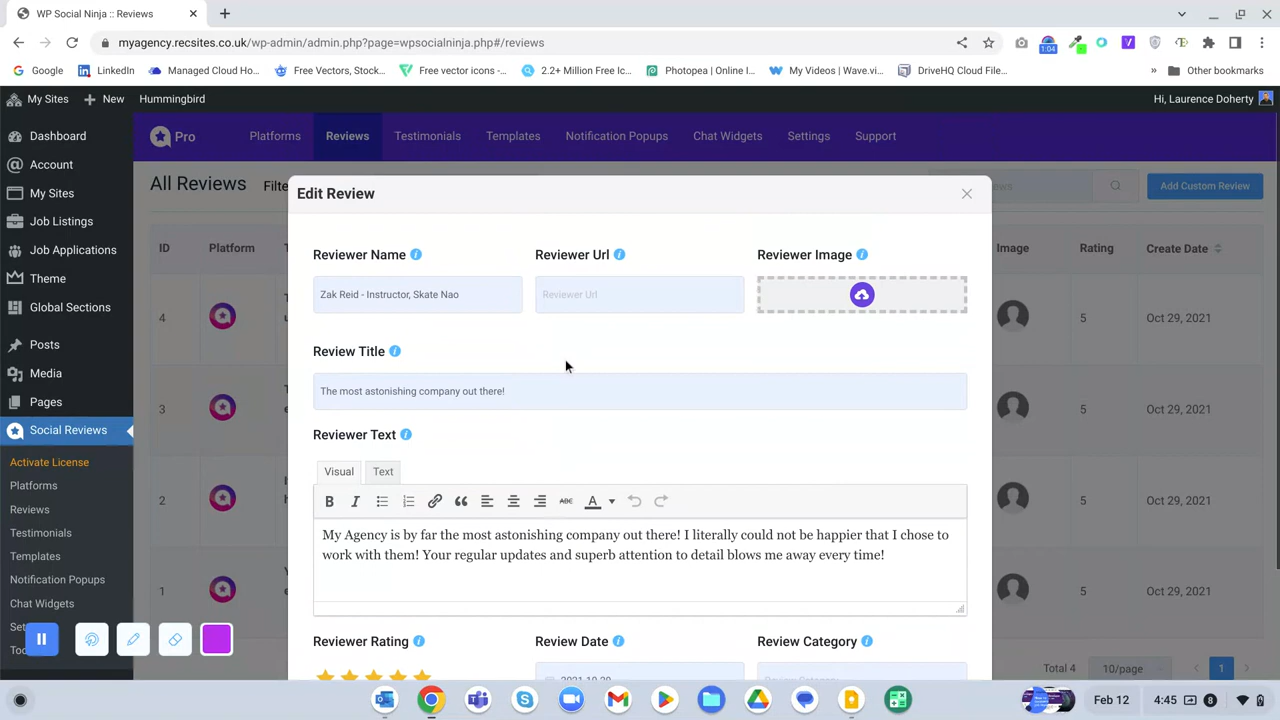 WP Social Ninja :: Reviews
myagency.recsites.co.uk/wp-admin/admin.php?page=wpsocialninja.php#/reviews
1:04
Google
LinkedIn
Managed Cloud Ho...
Free Vectors, Stock...
Free vector icons -...
2.2+ Million Free Ic...
Photopea | Online I...
My Videos | Wave.vi...
DriveHQ Cloud File...
»
Other bookmarks
My Sites
New
Hummingbird
Hi, Laurence Doherty
Dashboard
Account
My Sites
Job Listings
Job Applications
Theme
Global Sections
Posts
Media
Pages
Social Reviews
Activate License
Platforms
Reviews
Testimonials
Templates
Notification Popups
Chat Widgets
Pro
Platforms
Reviews
Testimonials
Templates
Notification Popups
Chat Widgets
Settings
Support
All Reviews
Add Custom Review
ID
Platform
Image
Rating
Create Date
4
5
Oct 29, 2021
3
5
Oct 29, 2021
2
5
Oct 29, 2021
1
5
Oct 29, 2021
Total 4
10/page
1
Edit Review
Reviewer Name
Reviewer Url
Reviewer Image
Zak Reid - Instructor, Skate Nao
Reviewer Url
Review Title
The most astonishing company out there!
Reviewer Text
Visual
Text
B I ABC A
My Agency is by far the most astonishing company out there! I literally could not be happier that I chose to
work with them! Your regular updates and superb attention to detail blows me away every time!
Reviewer Rating
Review Date
Review Category
2021-10-29
Review Category
Feb 12
4:45
8